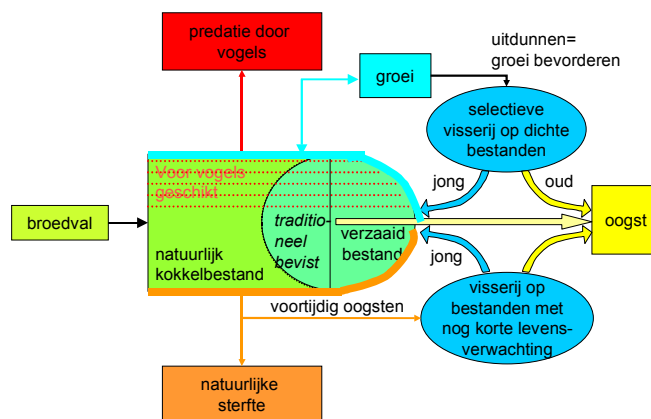 predatie door
vogels
groei
uitdunnen=
groei bevorderen
selectieve
visserij op dichte
bestanden
jong
oud
Voor vogels
geschikt
broedval
traditio-
neel
bevist
verzaaid
bestand
oogst
natuurlijk
kokkelbestand
jong
voortijdig oogsten
visserij op
bestanden met
nog korte levens-
verwachting
natuurlijke
sterfte